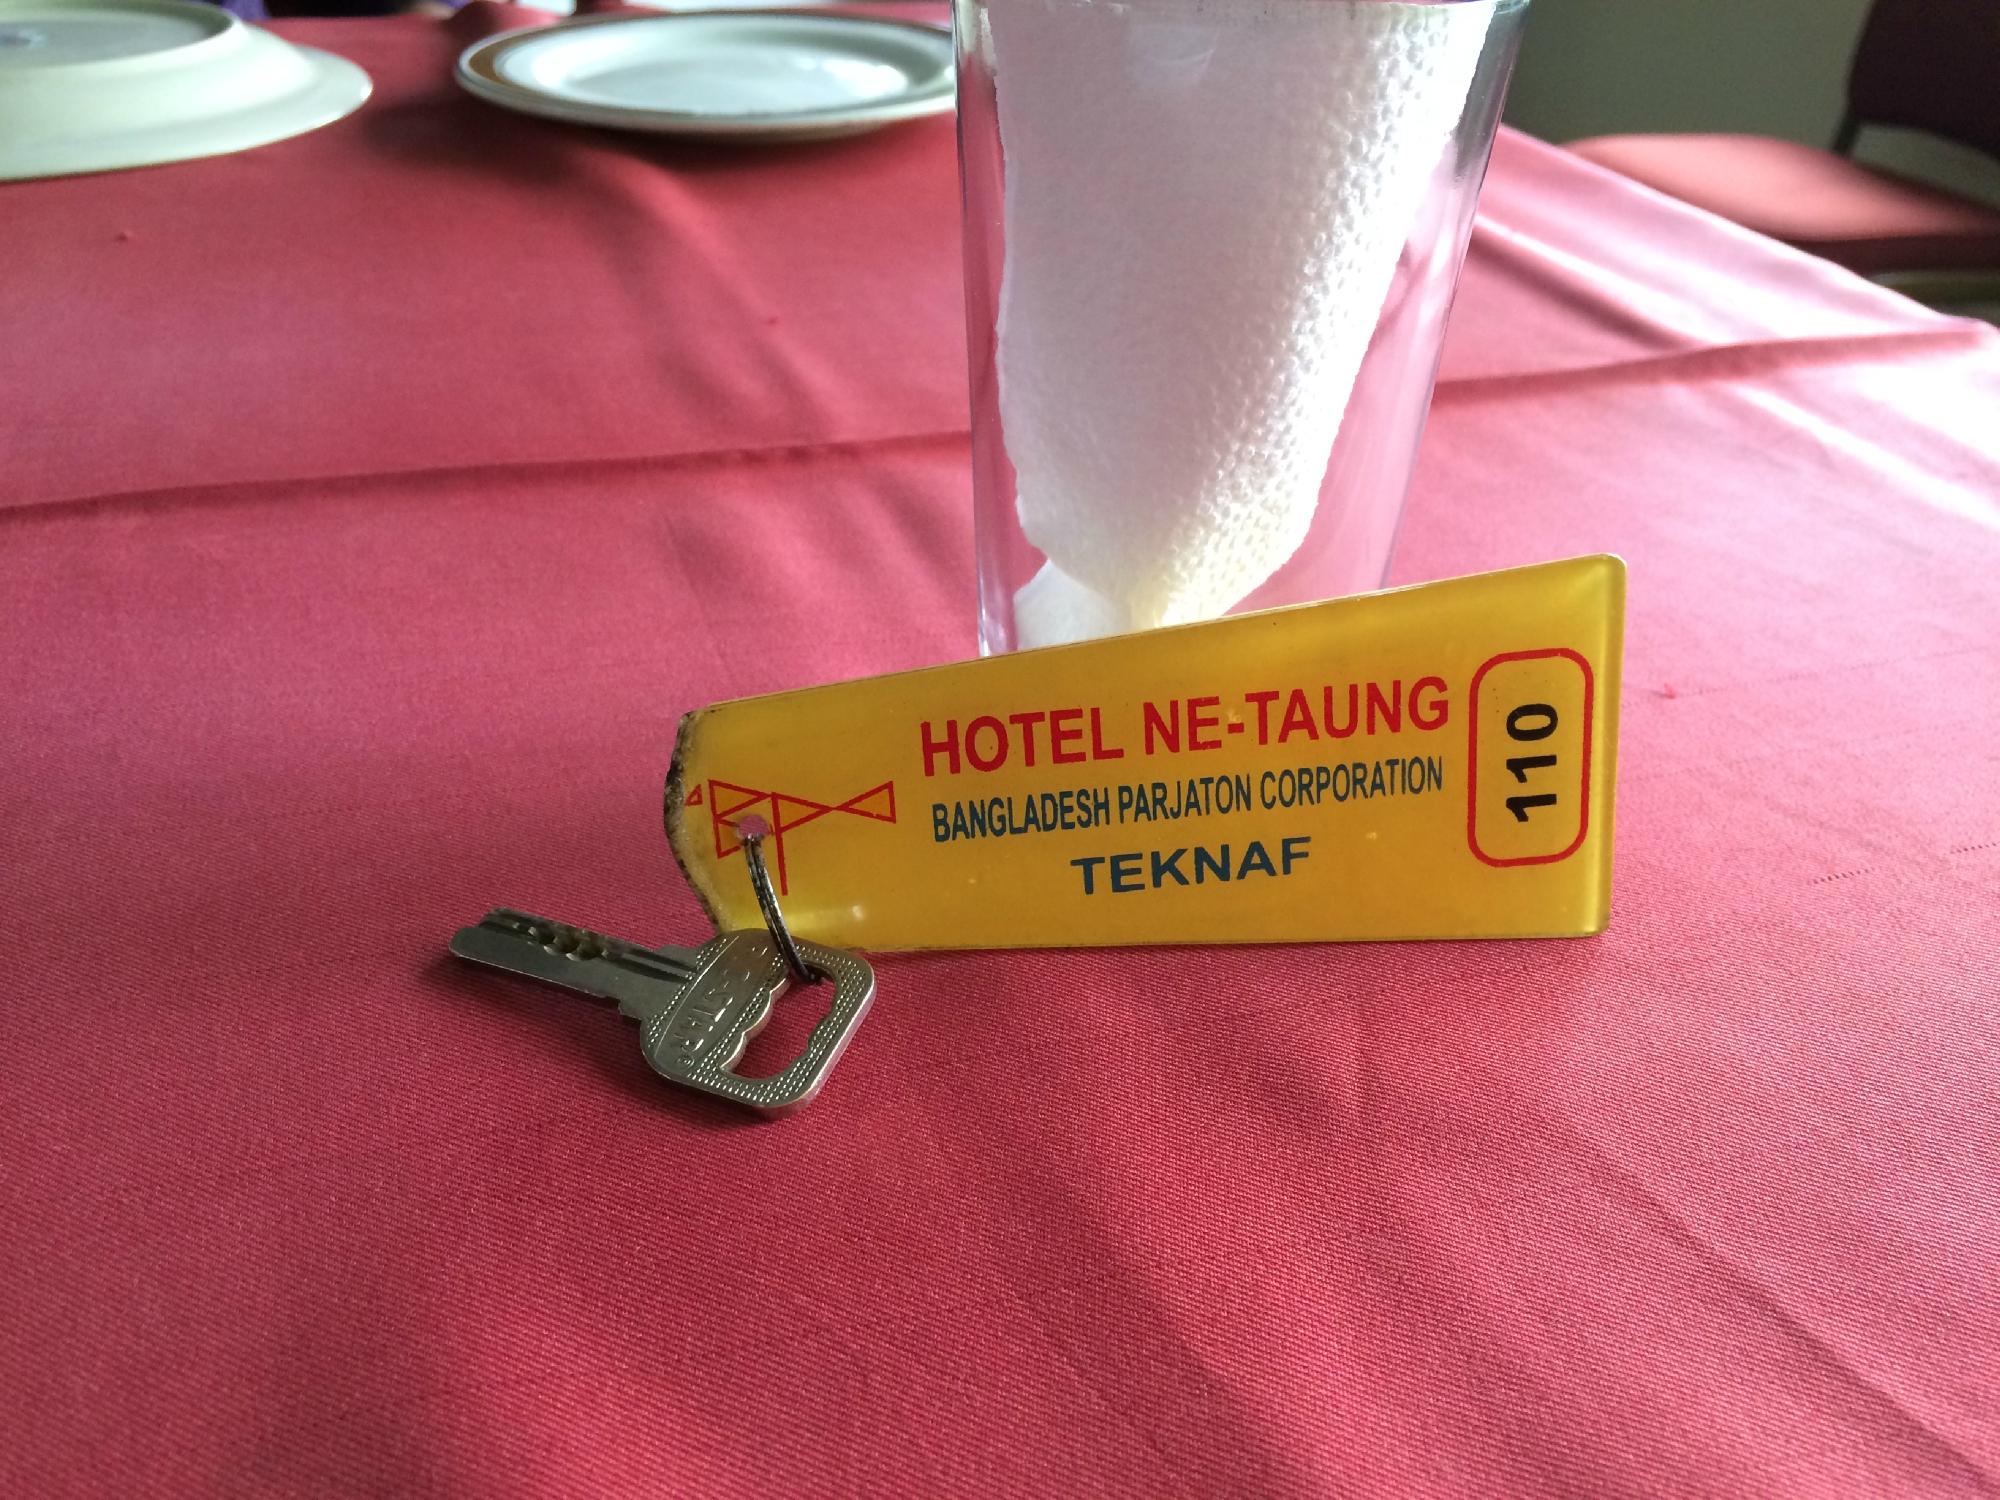 HOTEL NE-TAUNG
BANGLADESH PARJATON CORPORATION
TEKNAF
110